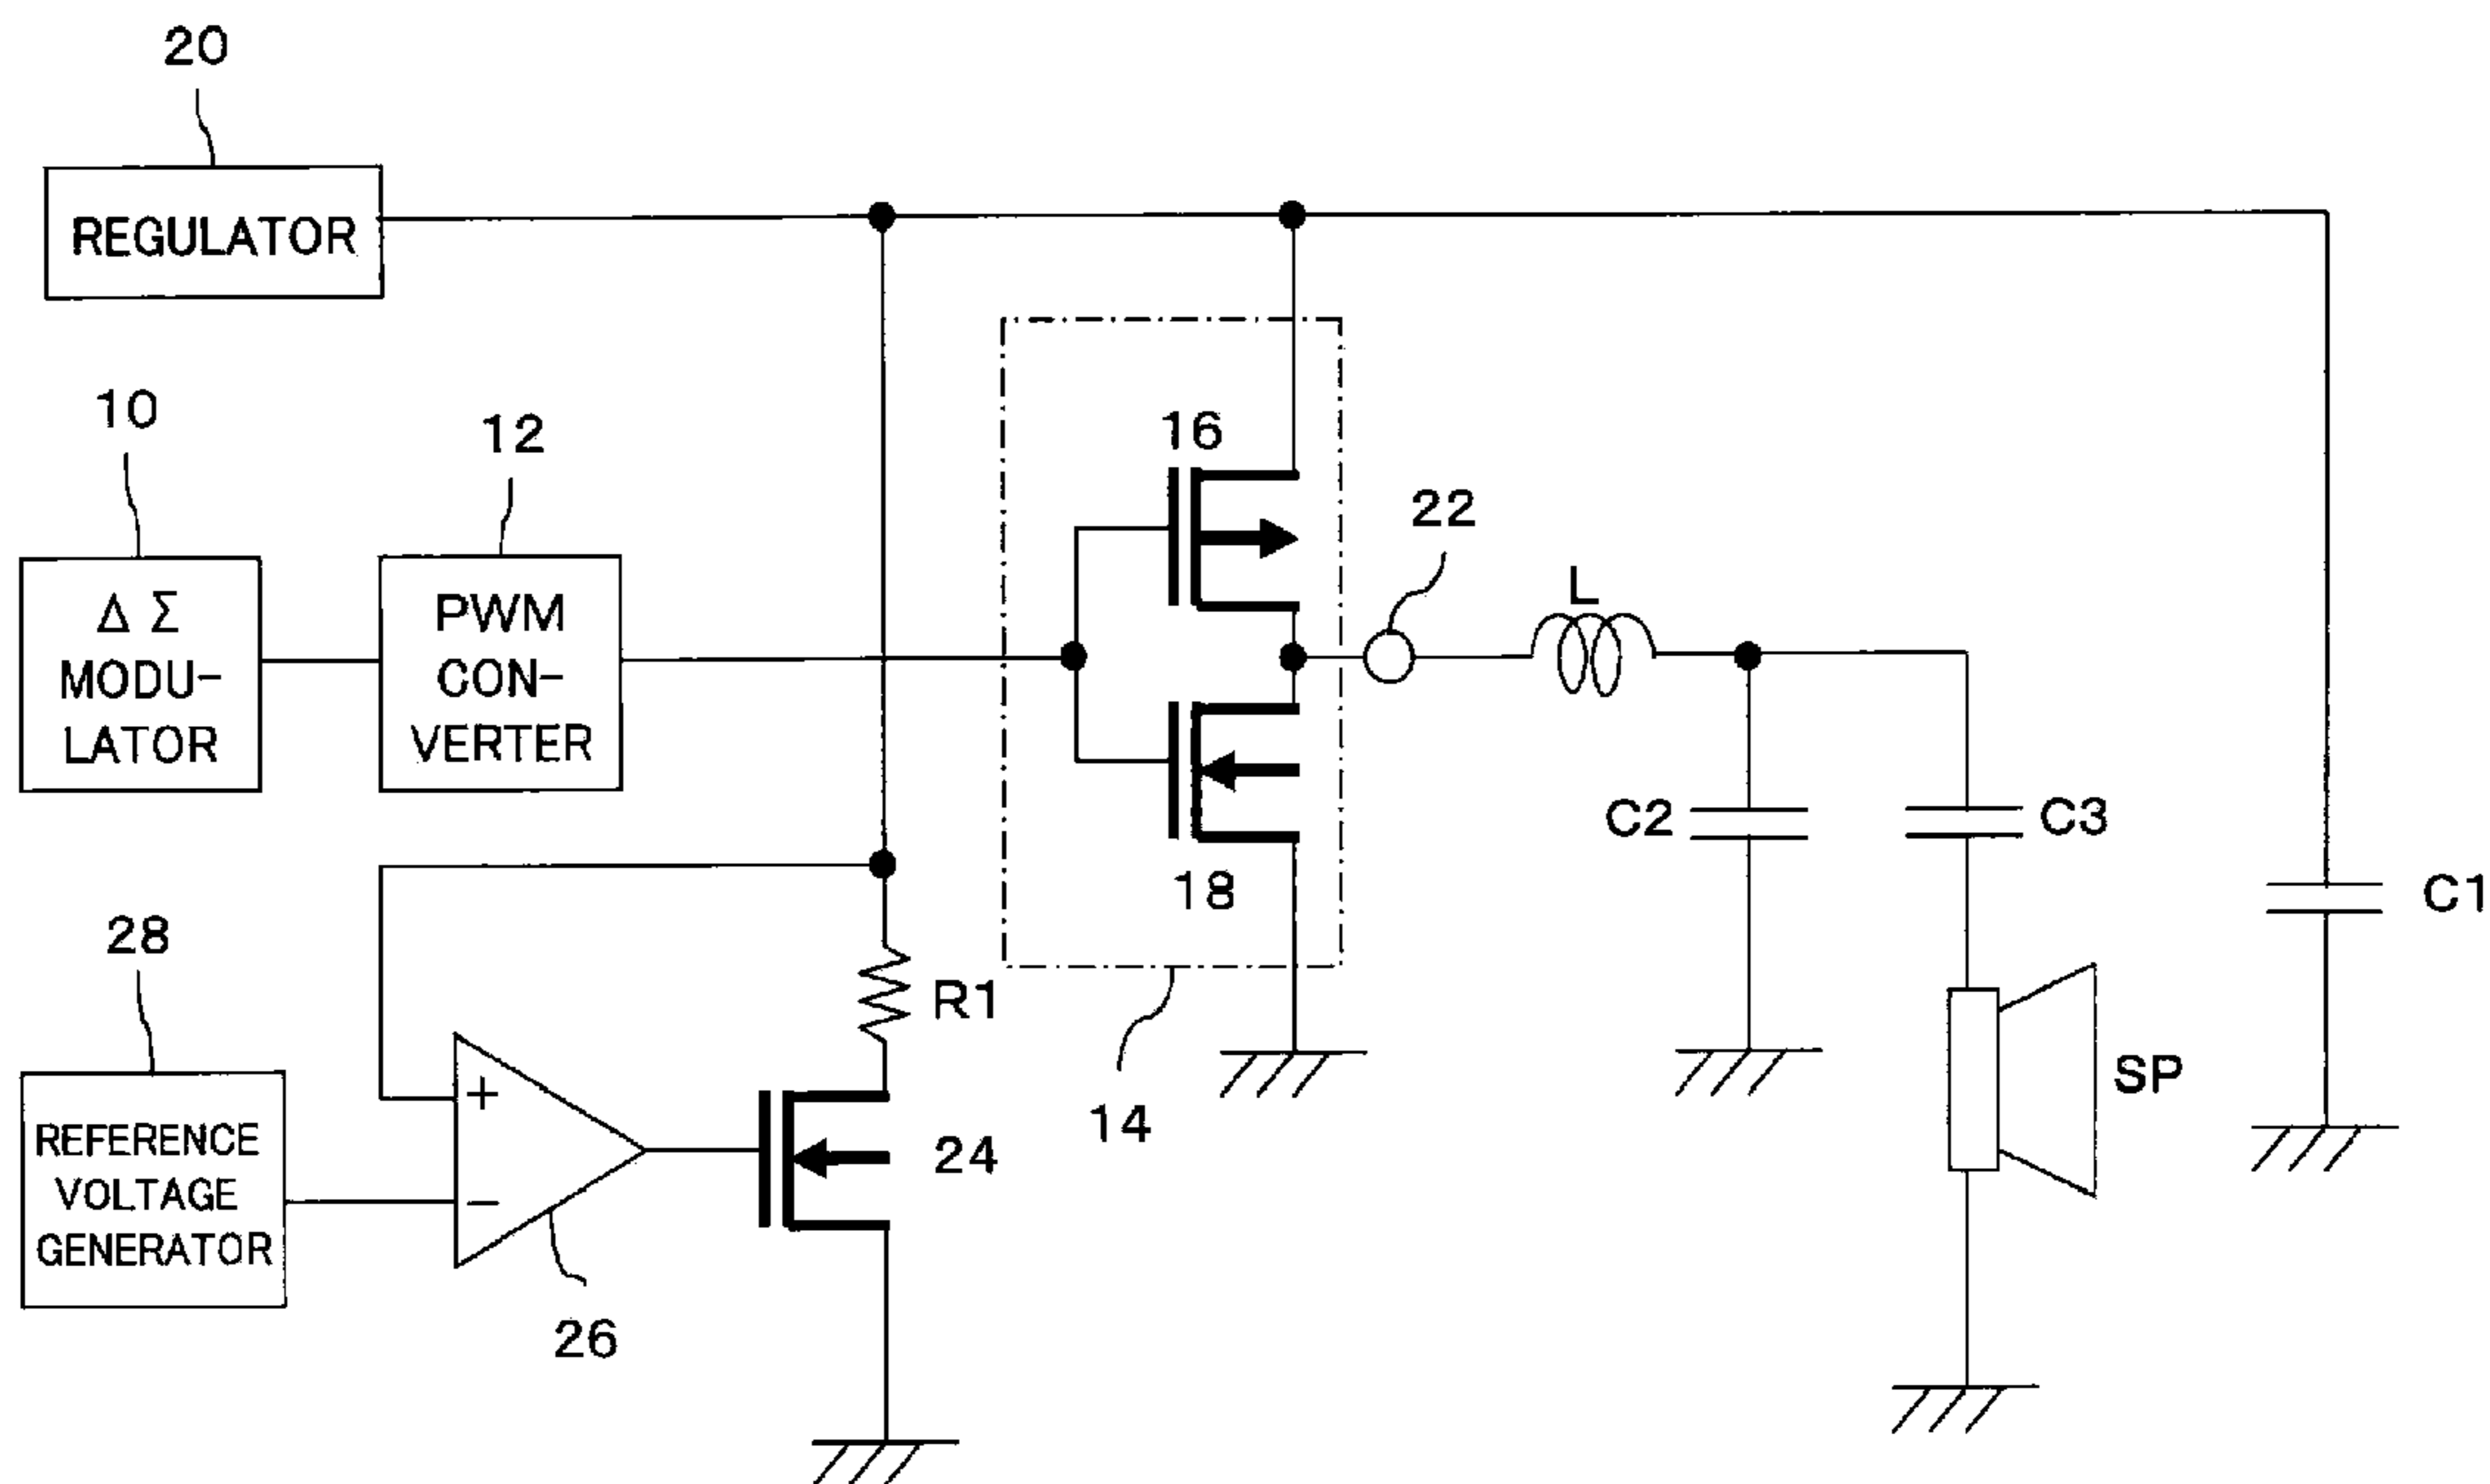 20
REGULATOR
10
12
16
22
L
Δ Σ
MODU-
LATOR
PWM
CON-
VERTER
C2
C3
C1
18
28
R1
REFERENCE
VOLTAGE
GENERATOR
+
−
24
14
SP
26